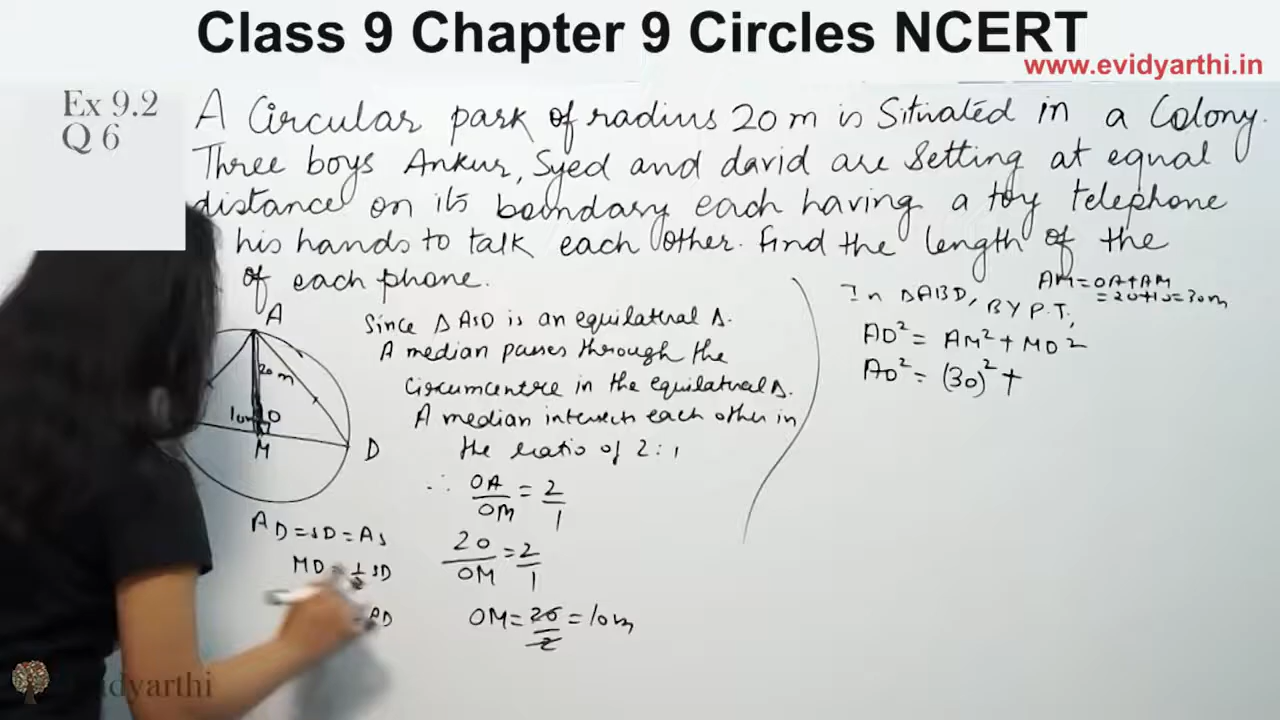 Class 9 Chapter 9 Circles NCERT
www.evidyarthi.in
Ex 9.2
Q 6
A Circular park of radius 20 m is Situated in a Colony.
Three boys Ankur, Syed and david are setting at equal
distance on its boundary each having a toy telephone
his hands to talk each other. find the length of the
of each phone.
A
20 m
10m
O
M
D
Since Δ ASD is an equilateral Δ.
A median passes through the
Circumcentre in the equilateral Δ.
A median intersects each other in
the ratio of 2:1
∴ OA/OM = 2/1
20/OM = 2/1
OM = 20/2 = 10m
AD = SD = AS
MD = 1/2 SD
AM = OA + AM
= 20+10 = 30m
In ΔABD, BY P.T,
AD² = AM² + MD²
AD² = (30)² +
idyarthi